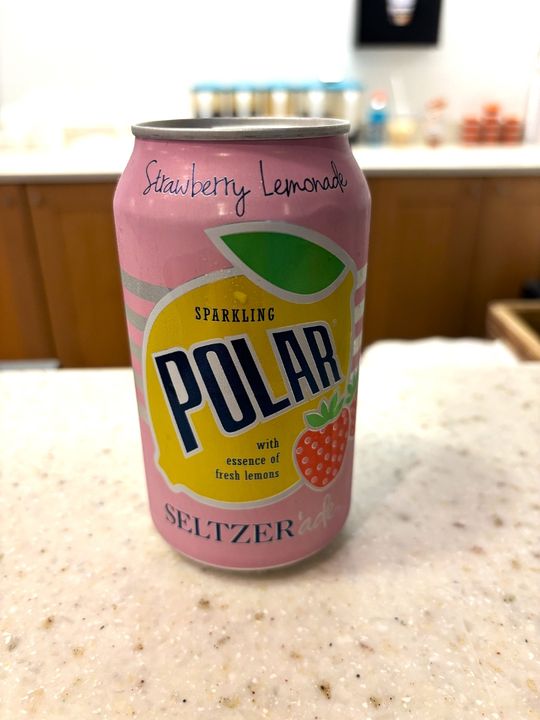 Strawberry Lemonade
SPARKLING
POLAR
with
essence of
fresh lemons
SELTZER'ade